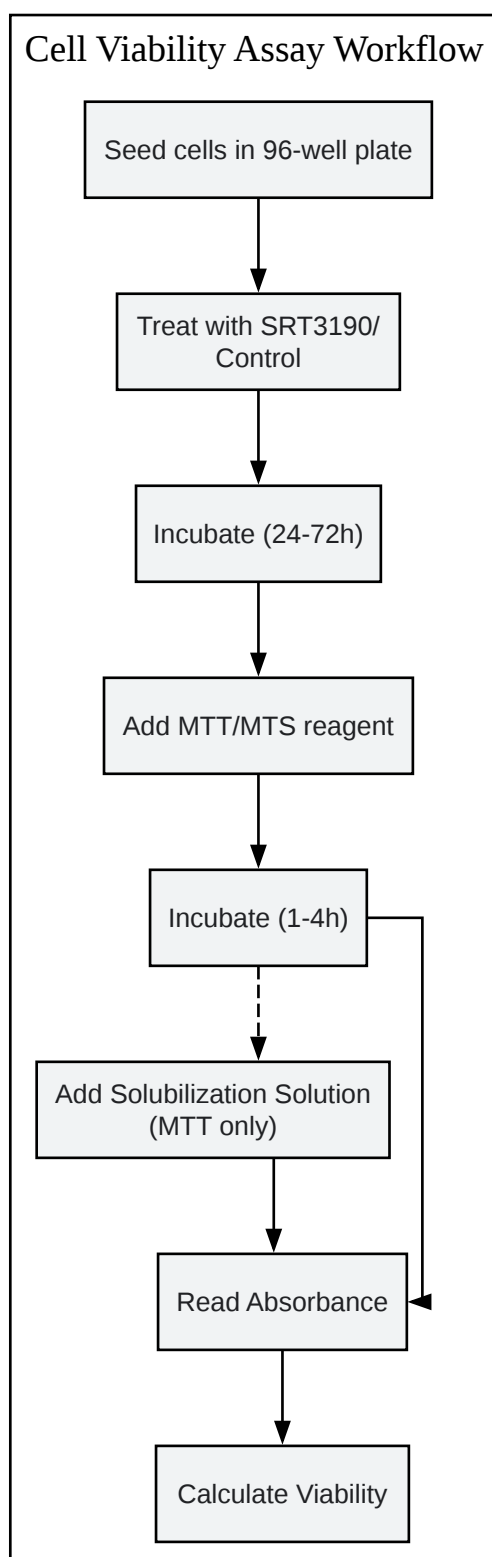 Cell Viability Assay Workflow
Seed cells in 96-well plate
Treat with SRT3190/
Control
Incubate (24-72h)
Add MTT/MTS reagent
Incubate (1-4h)
Add Solubilization Solution
(MTT only)
Read Absorbance
Calculate Viability